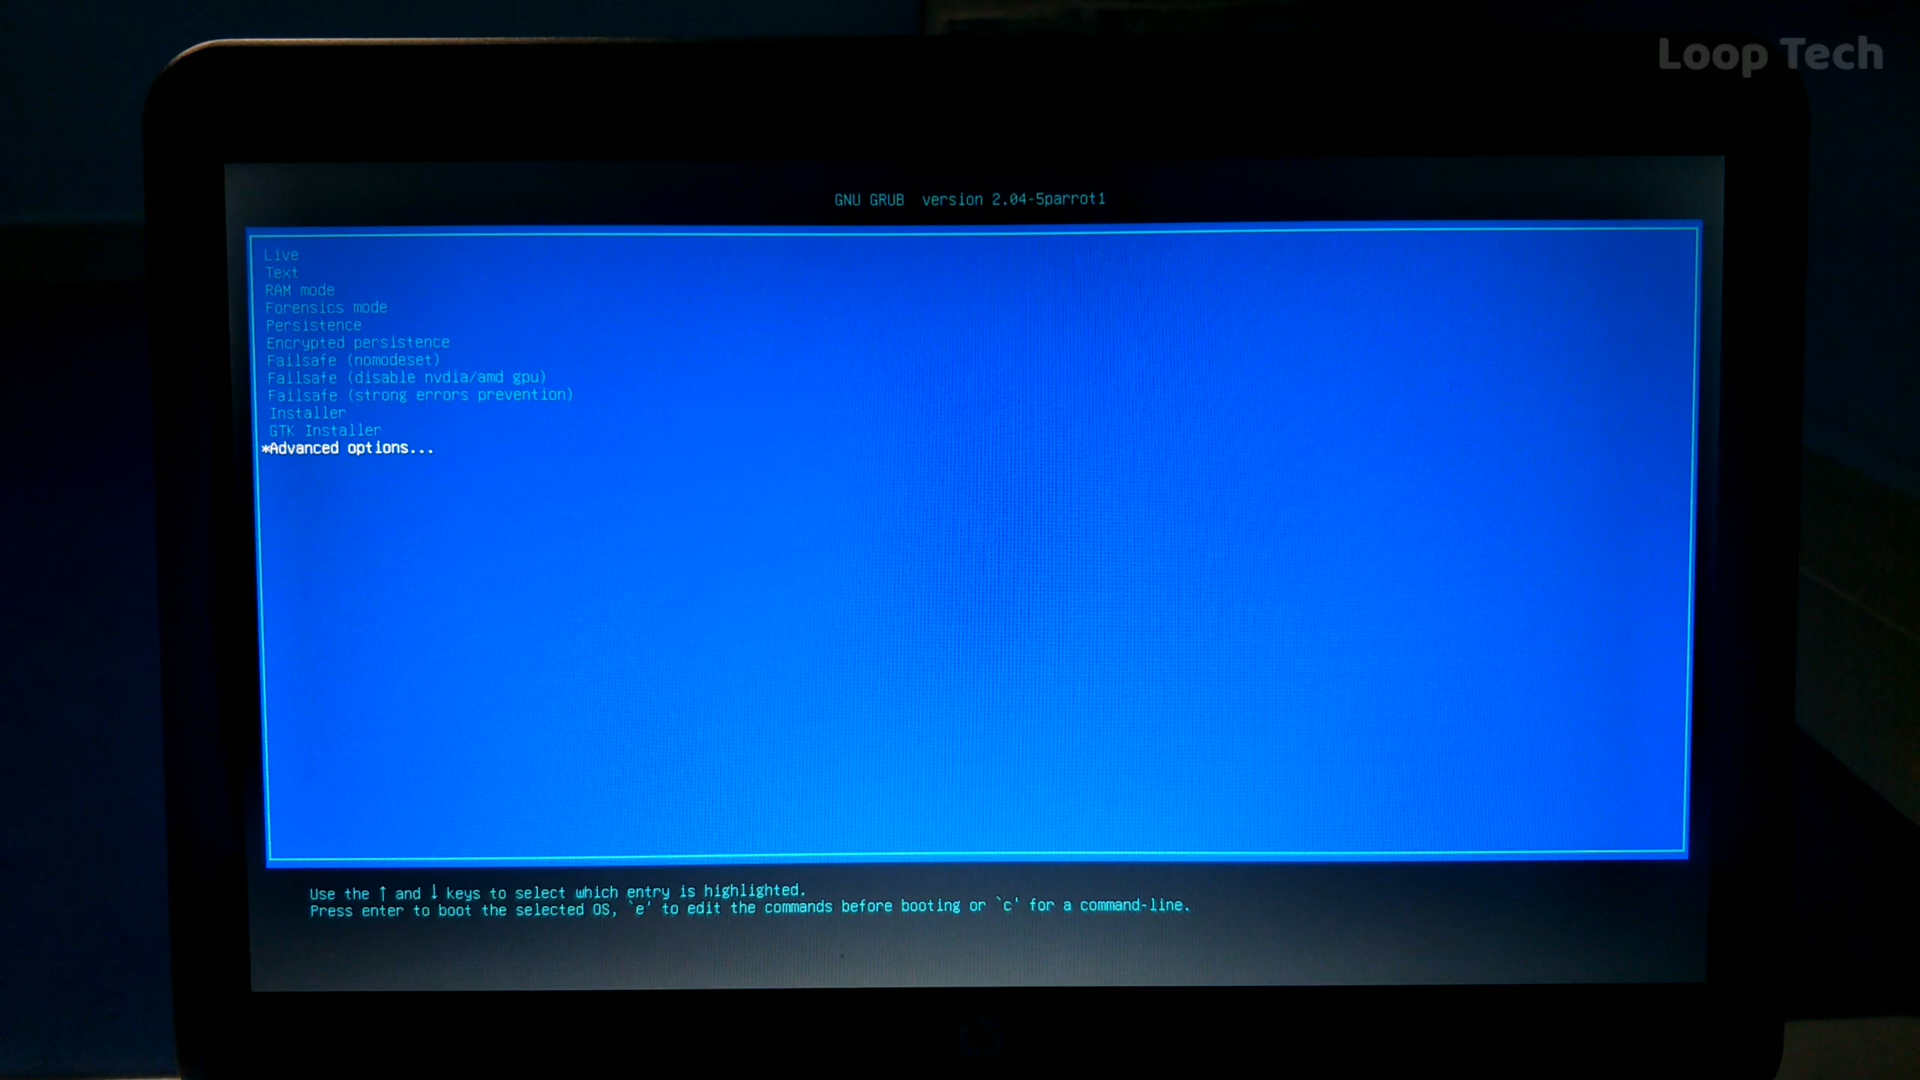 Loop Tech
GNU GRUB version 2.04-5parrot1
Live
Text
RAM mode
Forensics mode
Persistence
Encrypted persistence
Failsafe (nomodeset)
Failsafe (disable nvdia/amd gpu)
Failsafe (strong errors prevention)
Installer
GTK Installer
*Advanced options...
Use the ↑ and ↓ keys to select which entry is highlighted.
Press enter to boot the selected OS, `e' to edit the commands before booting or `c' for a command-line.